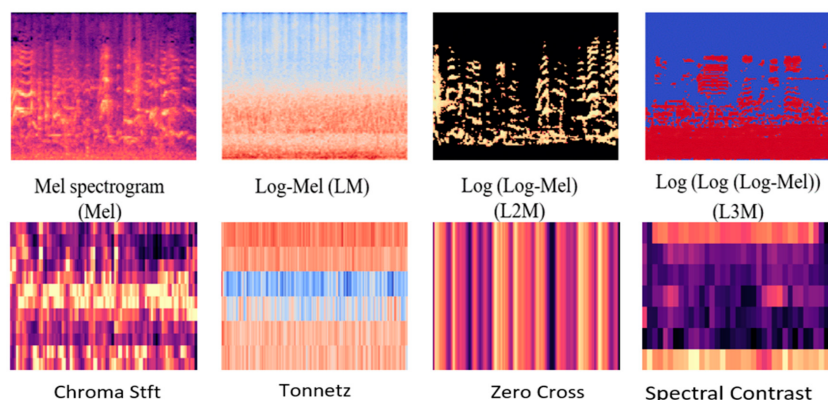 Mel spectrogram Log-Mel (LM) Log (Log-Mel) Log (Log (Log-Mel))
(Mel) (L2M) (L3M)
Chroma Stft Tonnetz Zero Cross Spectral Contrast